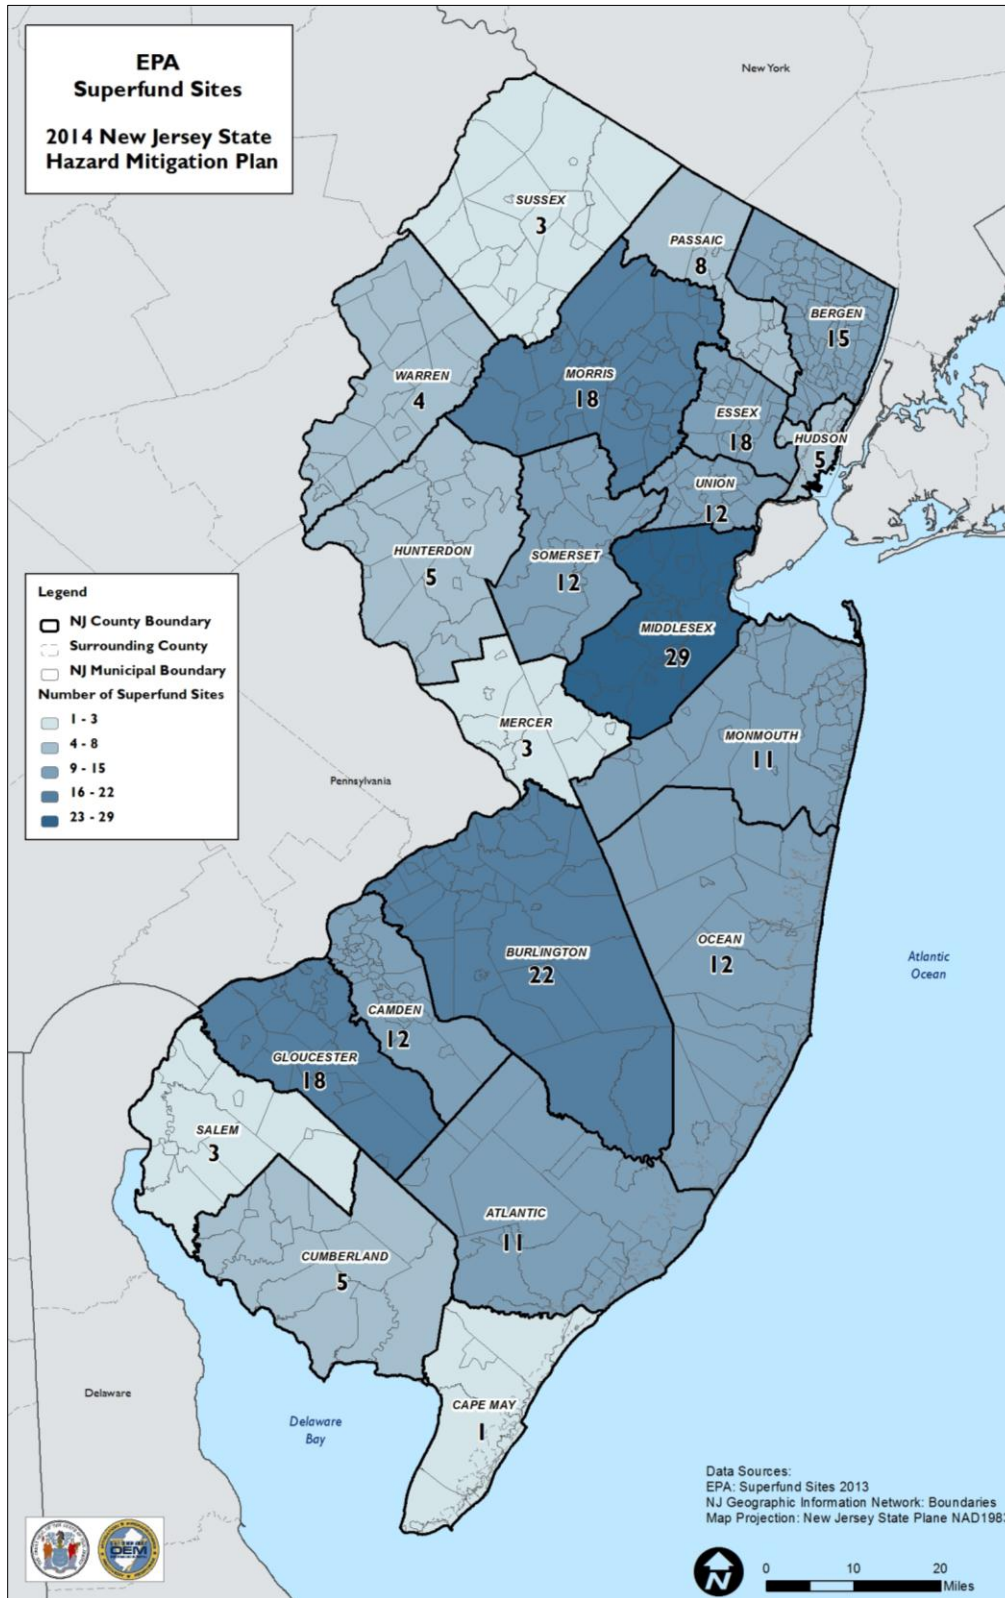 EPA
Superfund Sites
2014 New Jersey State
Hazard Mitigation Plan
New York
SUSSEX
3
PASSAIC
8
BERGEN
15
WARREN
4
MORRIS
18
ESSEX
18
HUDSON
5
UNION
12
HUNTERDON
5
SOMERSET
12
MIDDLESEX
29
Legend
NJ County Boundary
Surrounding County
NJ Municipal Boundary
Number of Superfund Sites
1 - 3
4 - 8
9 - 15
16 - 22
23 - 29
MERCER
3
MONMOUTH
11
Pennsylvania
BURLINGTON
22
OCEAN
12
Atlantic
Ocean
CAMDEN
12
GLOUCESTER
18
SALEM
3
ATLANTIC
11
CUMBERLAND
5
CAPE MAY
1
Delaware
Delaware
Bay
Data Sources:
EPA: Superfund Sites 2013
NJ Geographic Information Network: Boundaries
Map Projection: New Jersey State Plane NAD1983
OEM
N
0 10 20
Miles